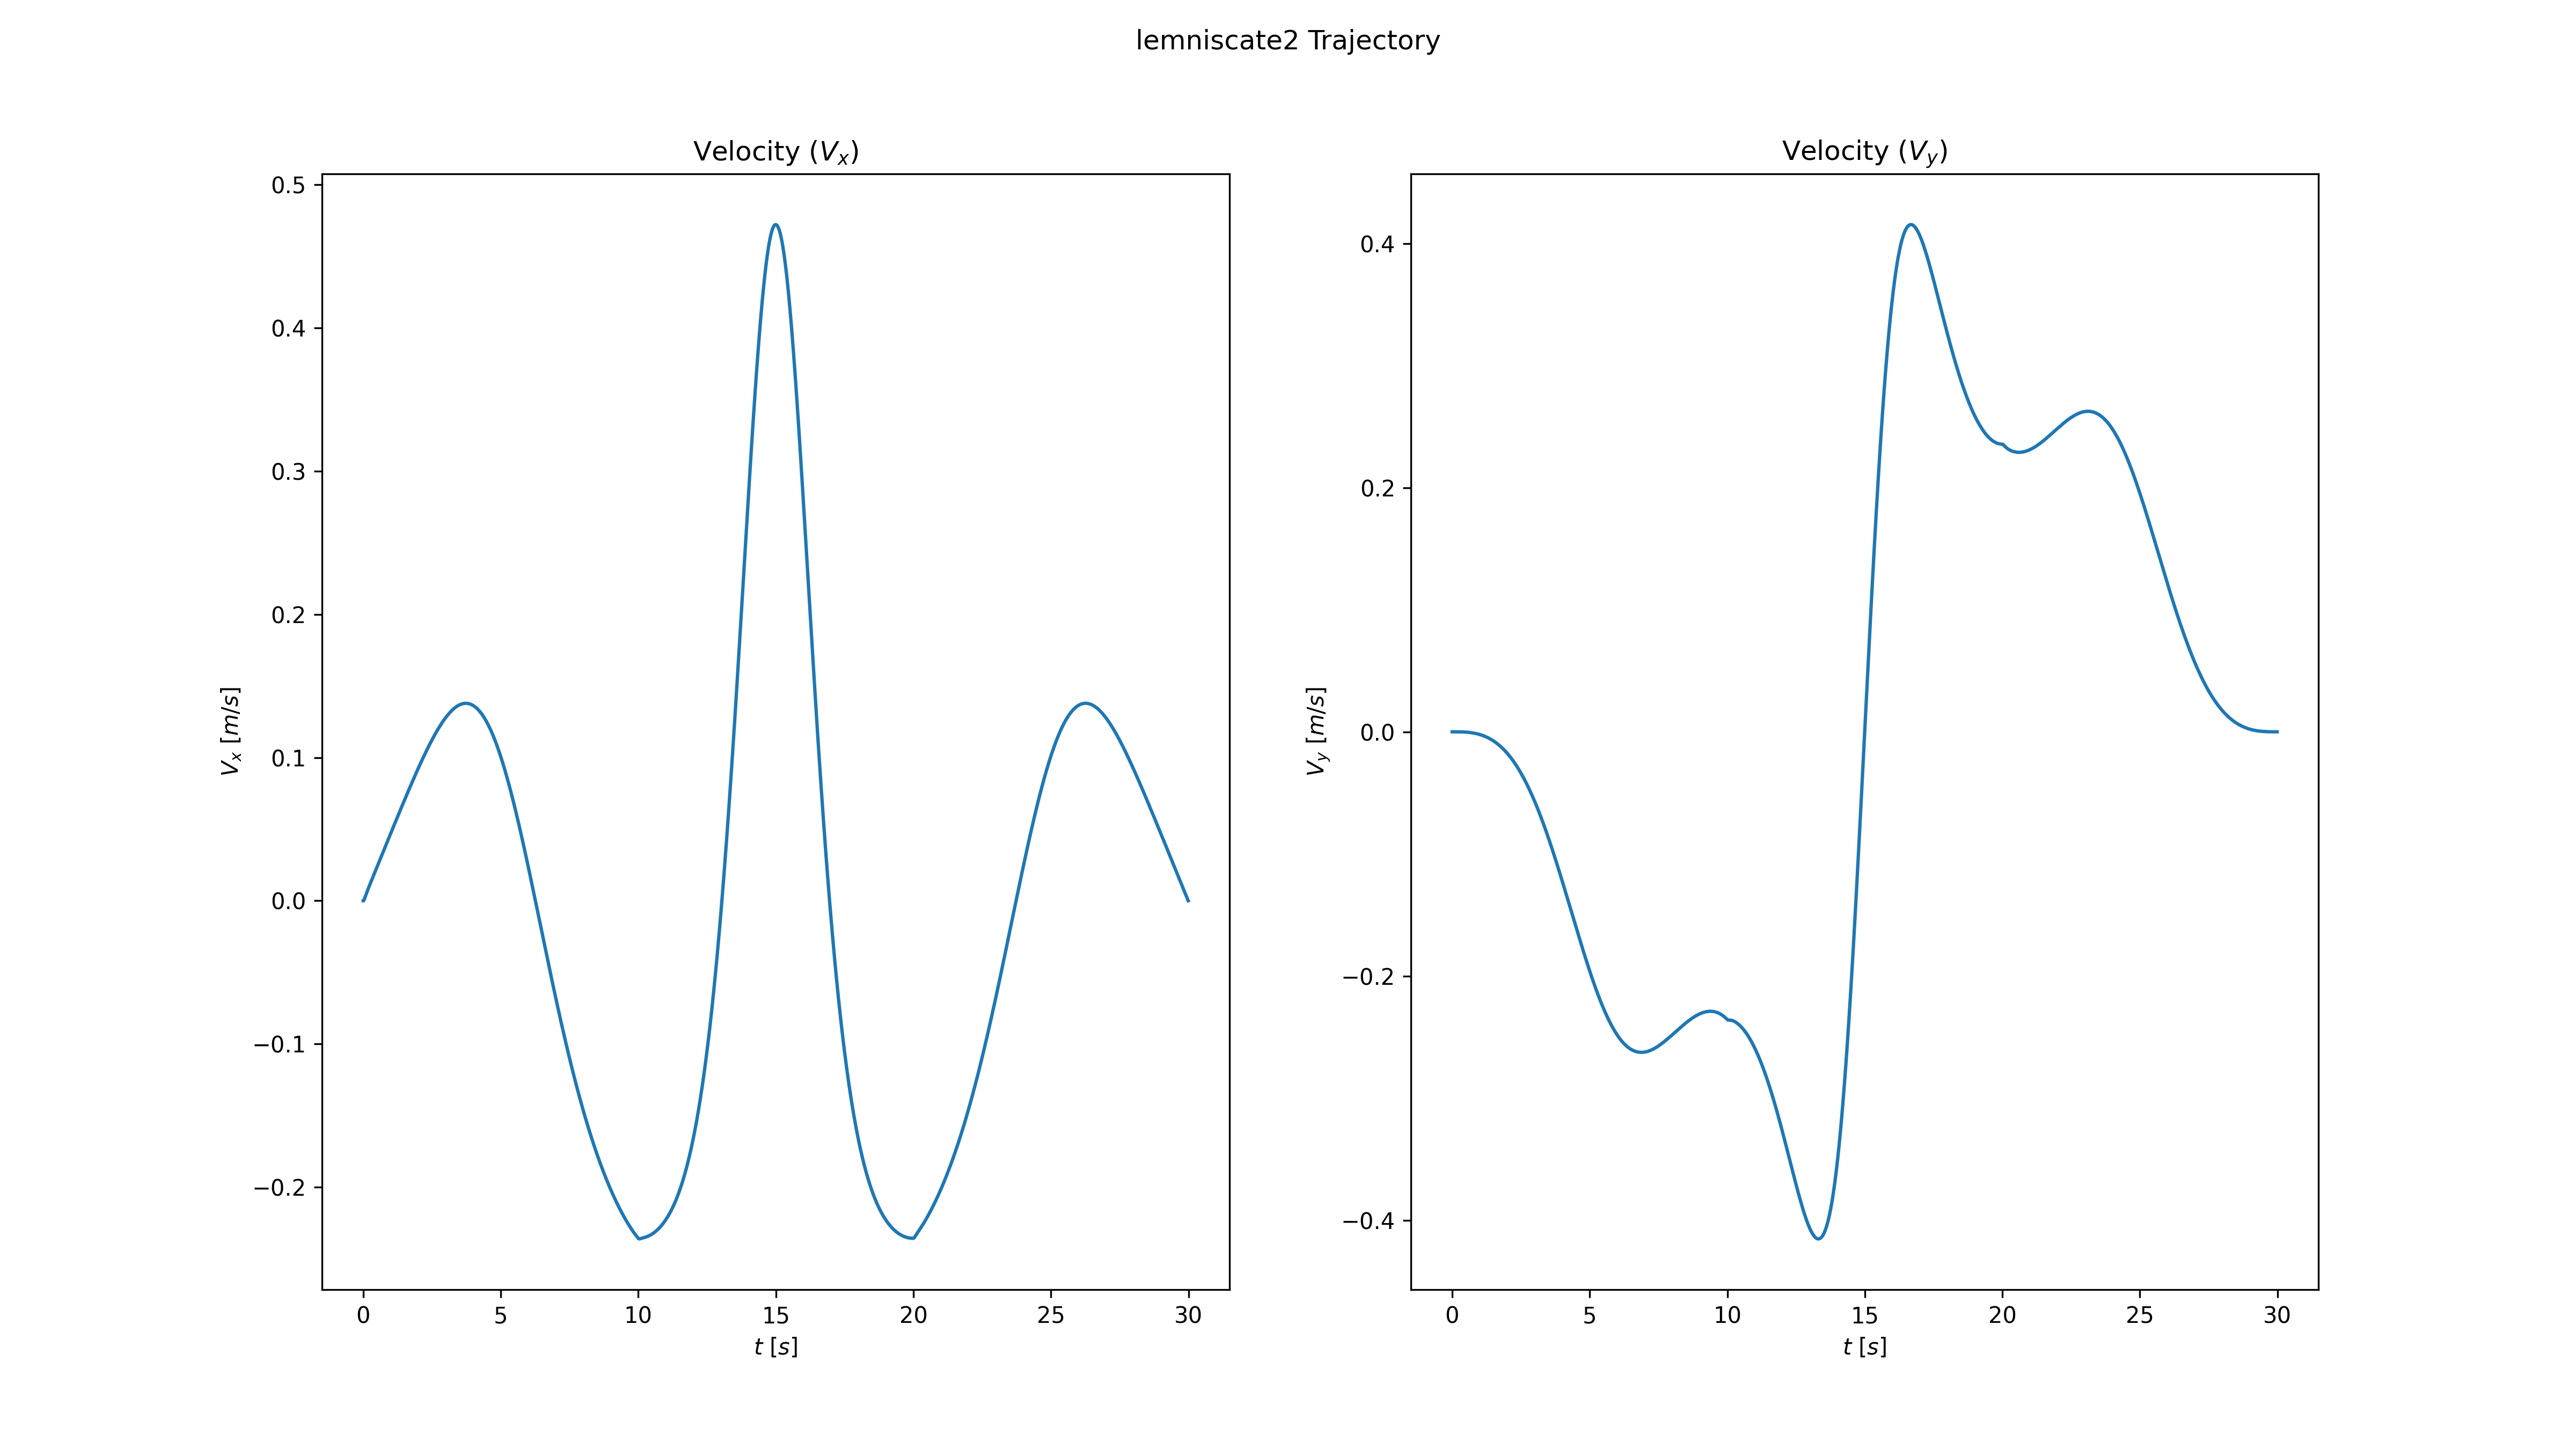 lemniscate2 Trajectory
Velocity (Vₓ)
0.5
0.4
0.3
0.2
0.1
0.0
−0.1
−0.2
Vₓ [m/s]
0 5 10 15 20 25 30
t [s]
Velocity (V_y)
0.4
0.2
0.0
−0.2
−0.4
V_y [m/s]
0 5 10 15 20 25 30
t [s]